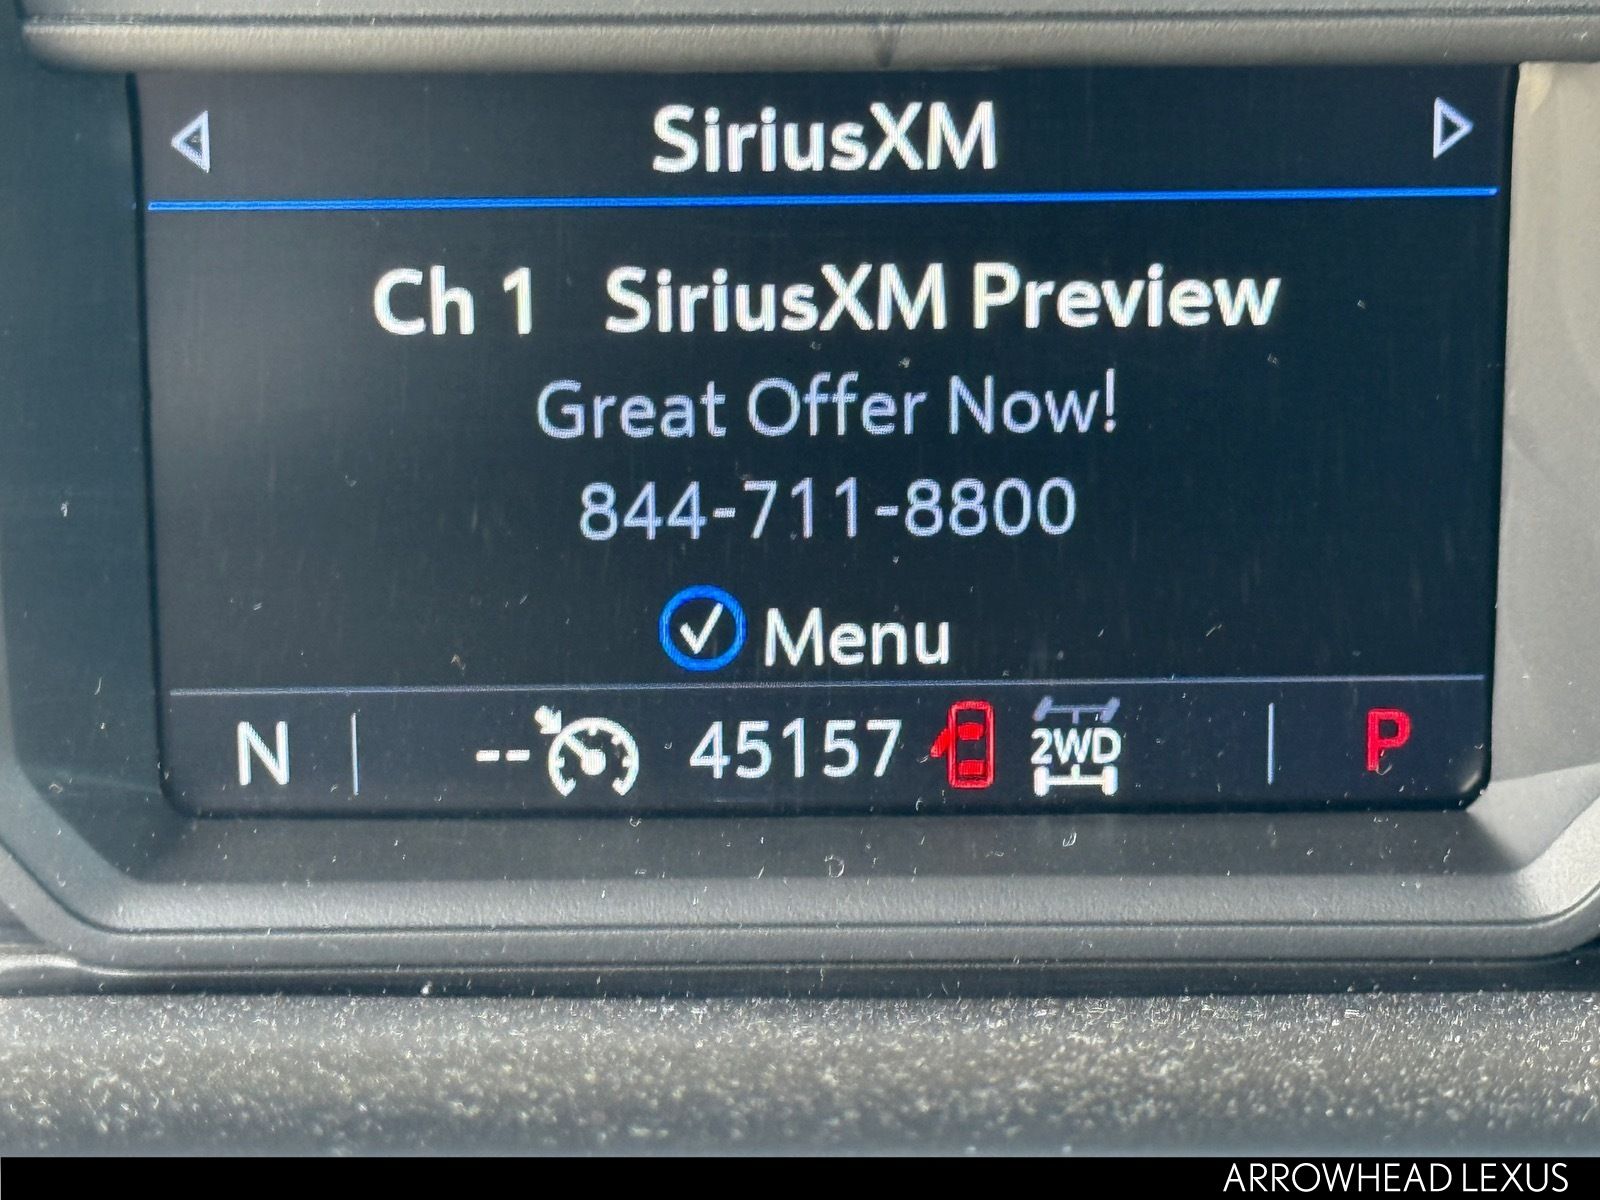 SiriusXM
Ch 1 SiriusXM Preview
Great Offer Now!
844-711-8800
Menu
N -- 45157 2WD P
ARROWHEAD LEXUS